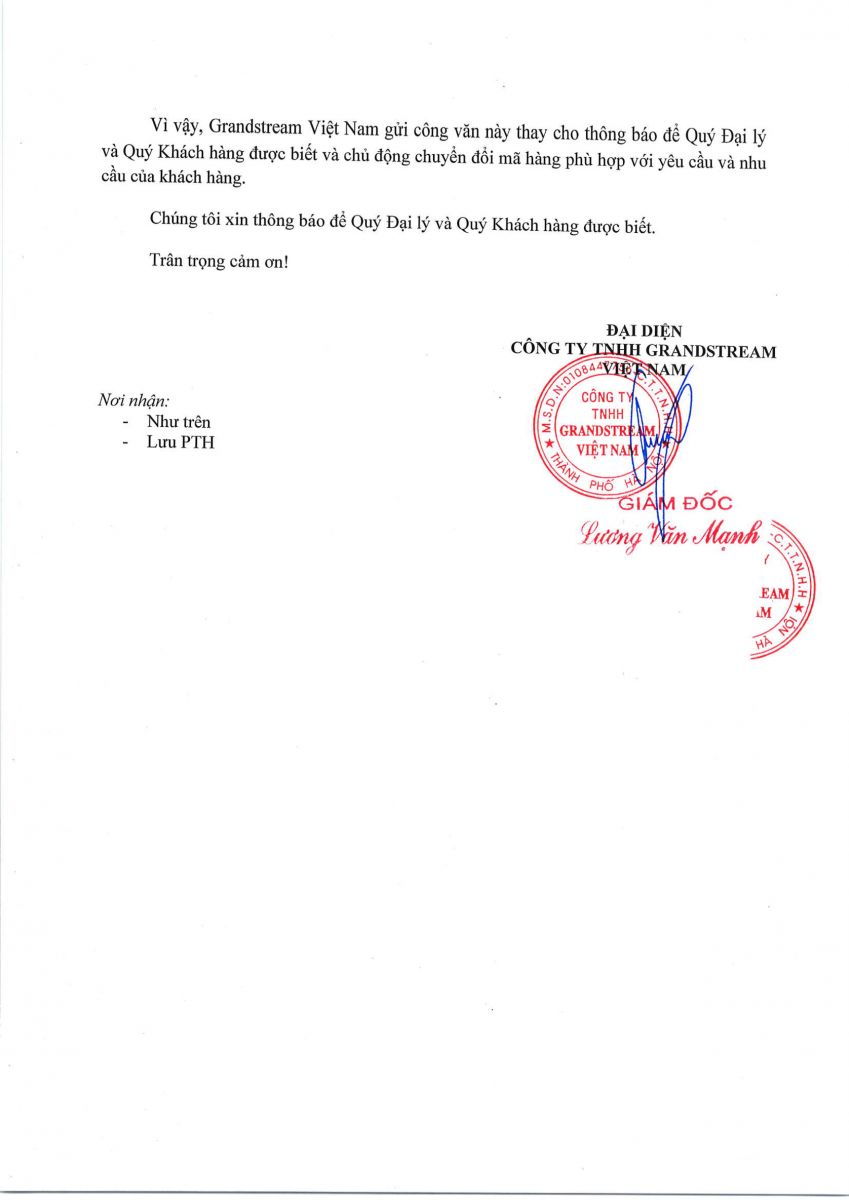 Vì vậy, Grandstream Việt Nam gửi công văn này thay cho thông báo để Quý Đại lý
và Quý Khách hàng được biết và chủ động chuyển đổi mã hàng phù hợp với yêu cầu và nhu
cầu của khách hàng.
Chúng tôi xin thông báo để Quý Đại lý và Quý Khách hàng được biết.
Trân trọng cảm ơn!
ĐẠI DIỆN
CÔNG TY TNHH GRANDSTREAM
VIỆT NAM
Nơi nhận:
- Như trên
- Lưu PTH
M.S.D.N:
C.T.T.N.H.H
CÔNG TY
TNHH
GRANDSTREAM
VIỆT NAM
★ THÀNH PHỐ HÀ NỘI ★
GIÁM ĐỐC
Lương Văn Mạnh
C.T.T.N.H.H ★
EAM
AM
HÀ NỘI